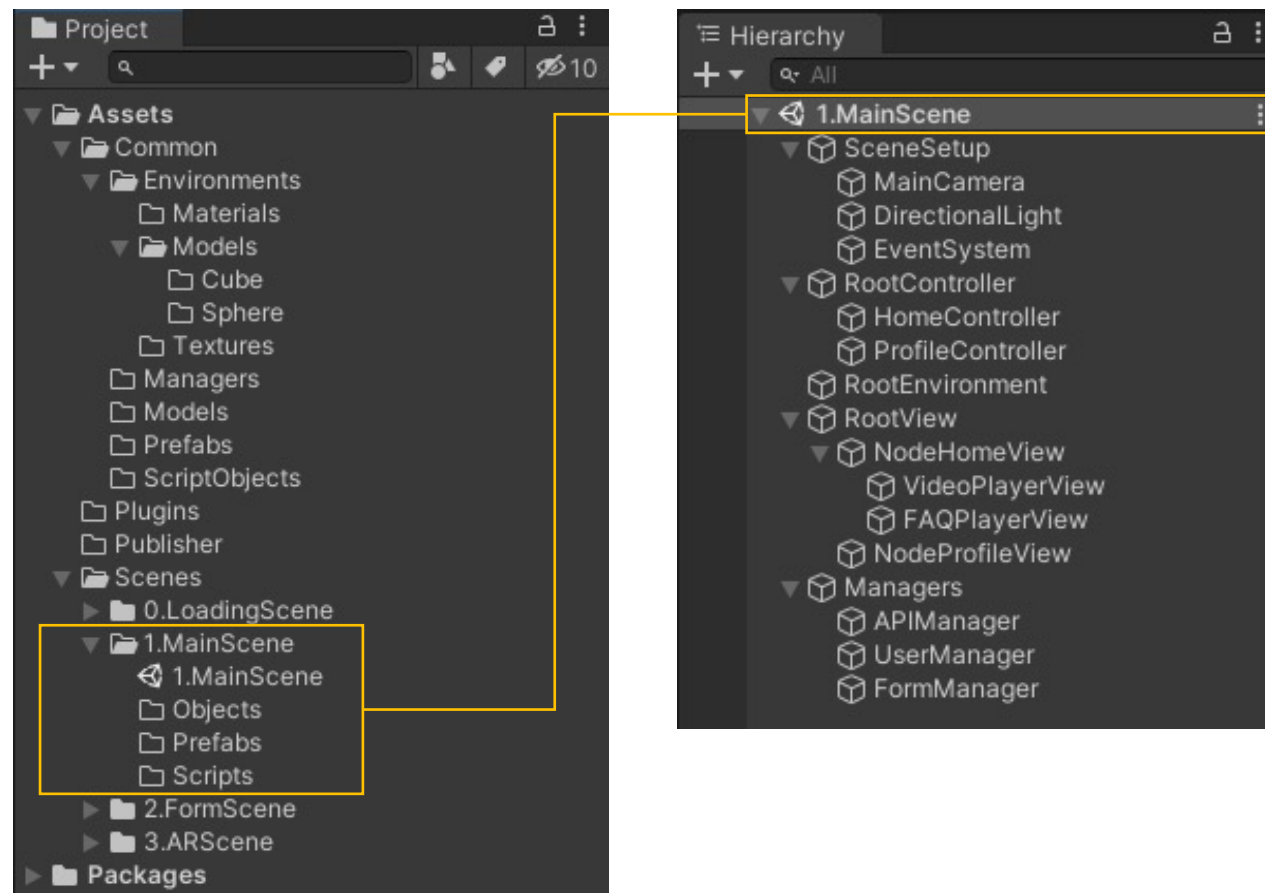 Project
10
Assets
Common
Environments
Materials
Models
Cube
Sphere
Textures
Managers
Models
Prefabs
ScriptObjects
Plugins
Publisher
Scenes
0.LoadingScene
1.MainScene
1.MainScene
Objects
Prefabs
Scripts
2.FormScene
3.ARScene
Packages
Hierarchy
All
1.MainScene
SceneSetup
MainCamera
DirectionalLight
EventSystem
RootController
HomeController
ProfileController
RootEnvironment
RootView
NodeHomeView
VideoPlayerView
FAQPlayerView
NodeProfileView
Managers
APIManager
UserManager
FormManager